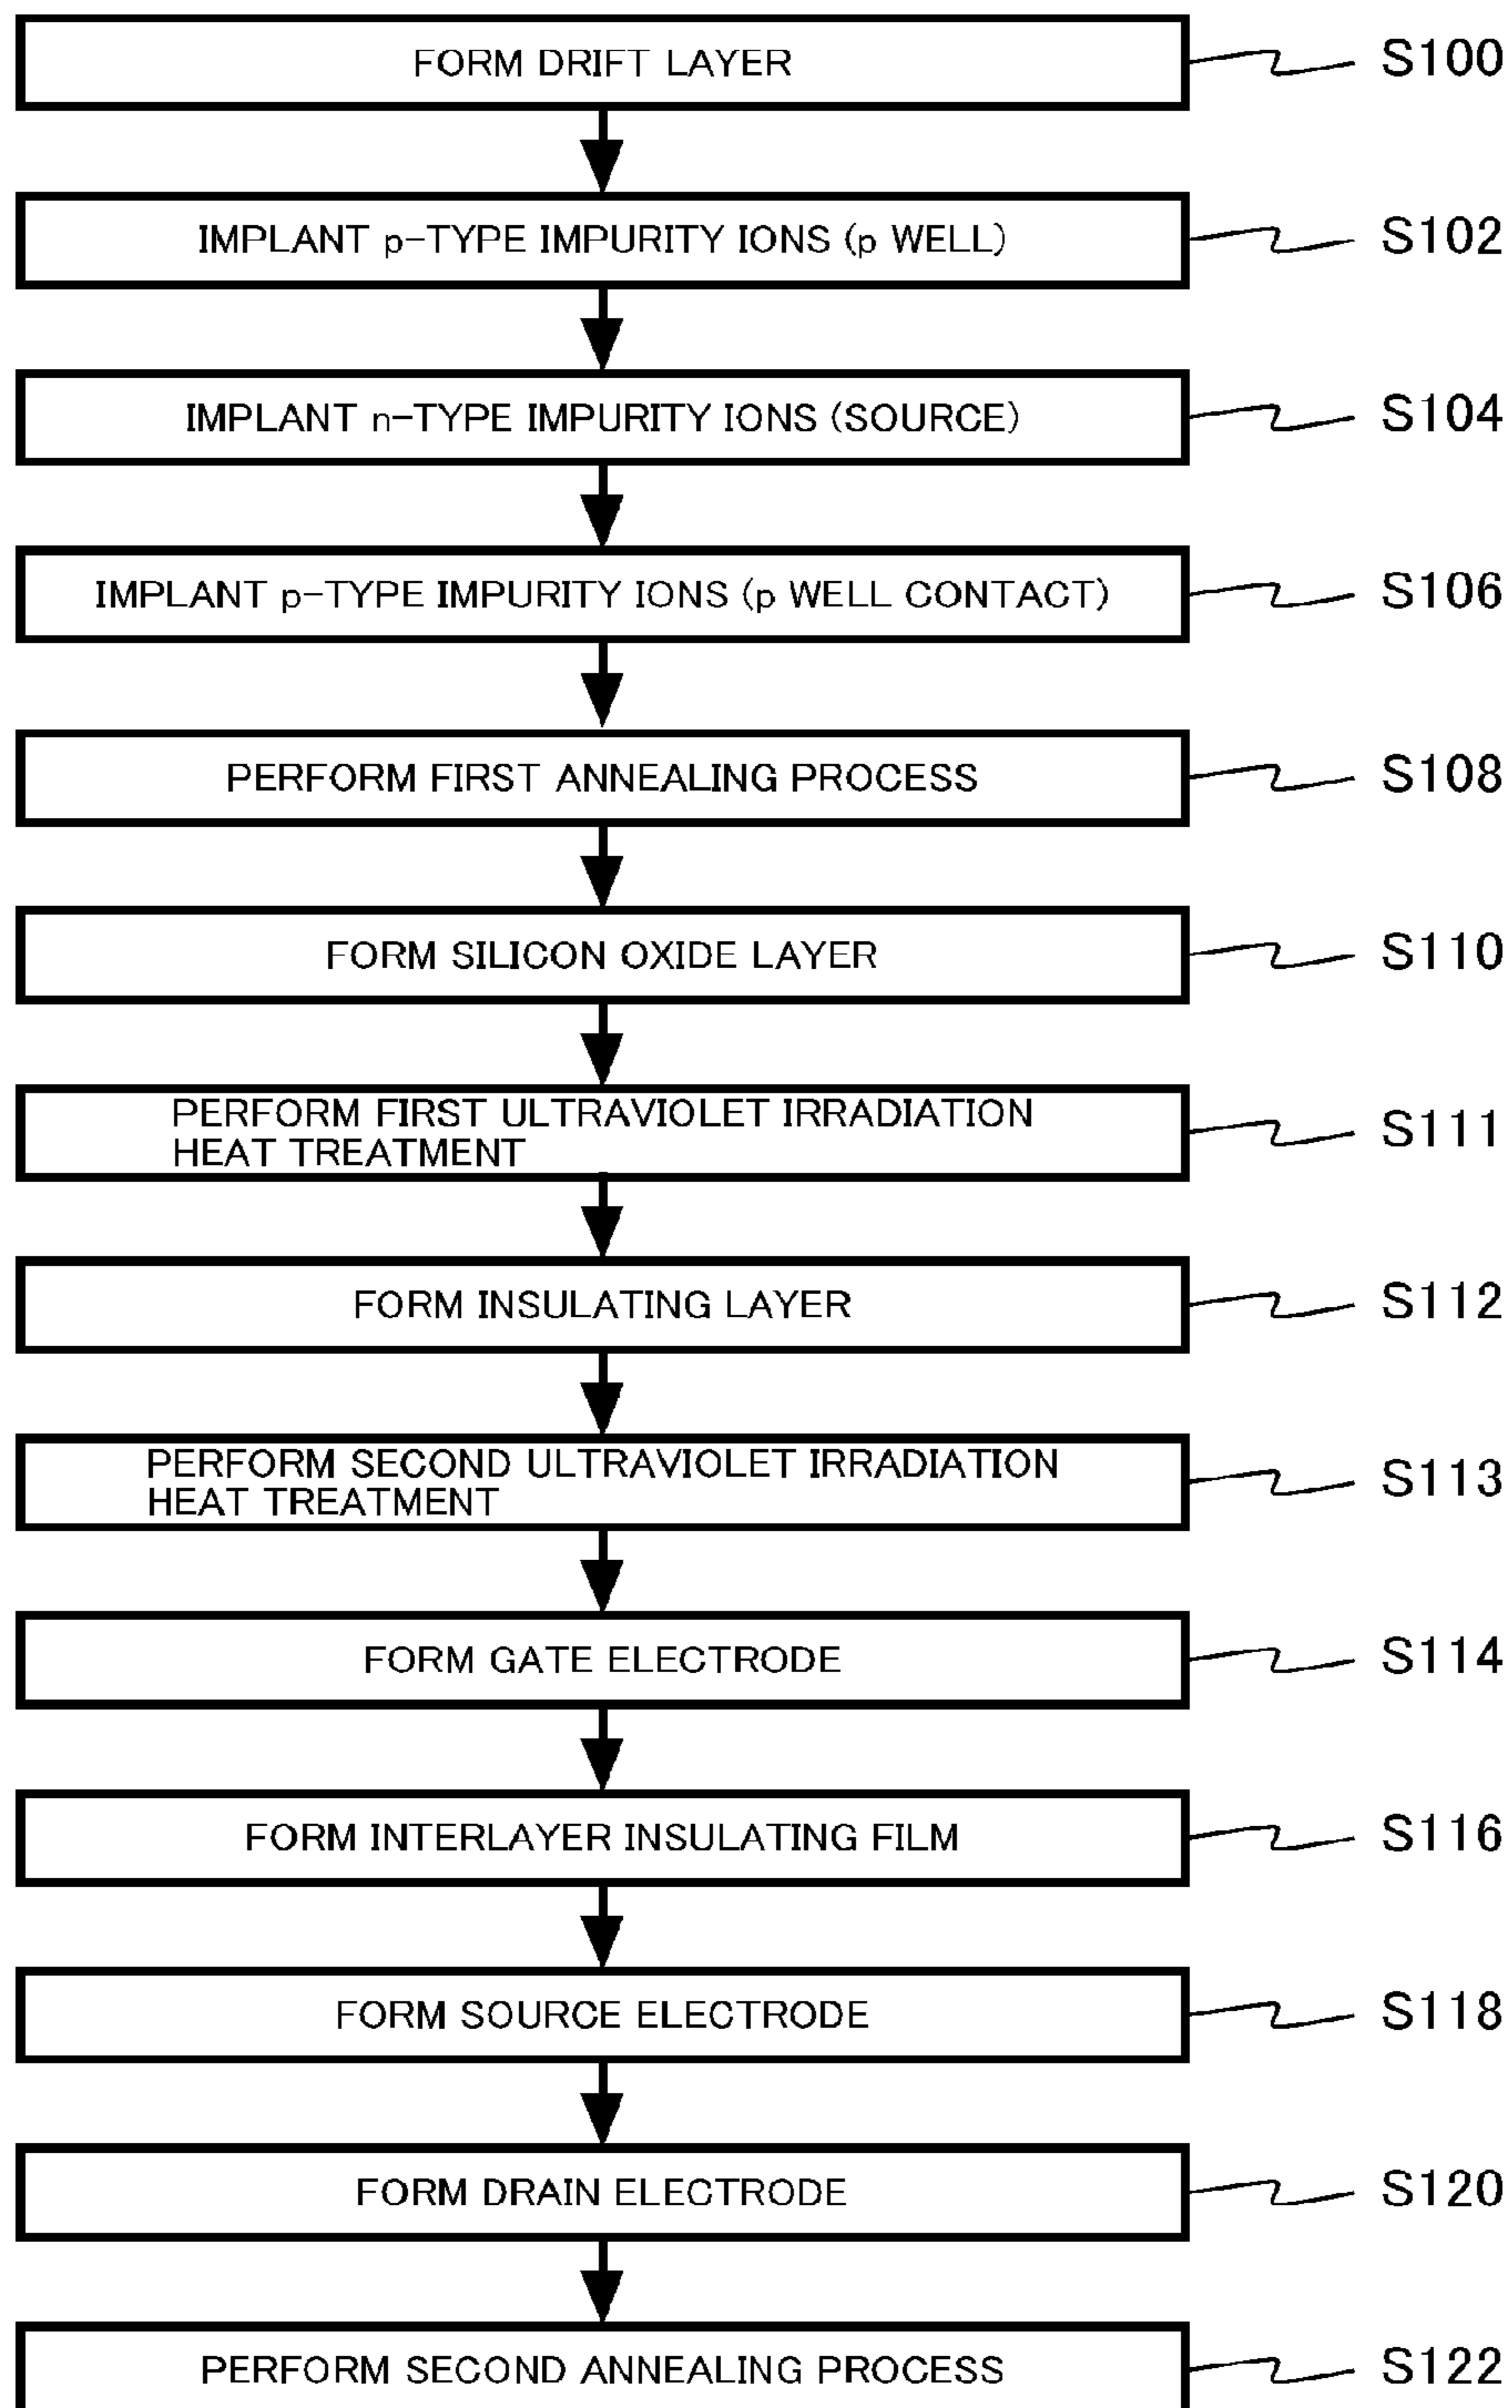 FORM DRIFT LAYER S100
IMPLANT p-TYPE IMPURITY IONS (p WELL) S102
IMPLANT n-TYPE IMPURITY IONS (SOURCE) S104
IMPLANT p-TYPE IMPURITY IONS (p WELL CONTACT) S106
PERFORM FIRST ANNEALING PROCESS S108
FORM SILICON OXIDE LAYER S110
PERFORM FIRST ULTRAVIOLET IRRADIATION
HEAT TREATMENT S111
FORM INSULATING LAYER S112
PERFORM SECOND ULTRAVIOLET IRRADIATION
HEAT TREATMENT S113
FORM GATE ELECTRODE S114
FORM INTERLAYER INSULATING FILM S116
FORM SOURCE ELECTRODE S118
FORM DRAIN ELECTRODE S120
PERFORM SECOND ANNEALING PROCESS S122